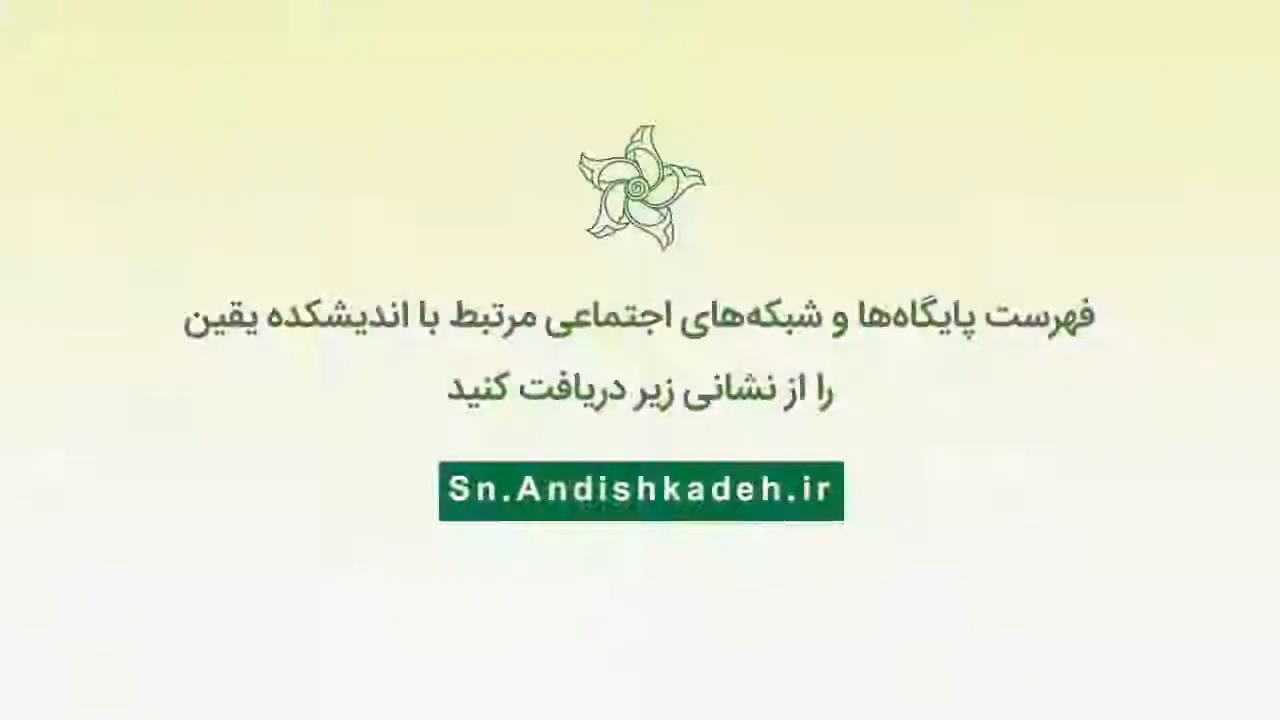 فهرست پایگاه‌ها و شبکه‌های اجتماعی مرتبط با اندیشکده یقین
را از نشانی زیر دریافت کنید
Sn.Andishkadeh.ir